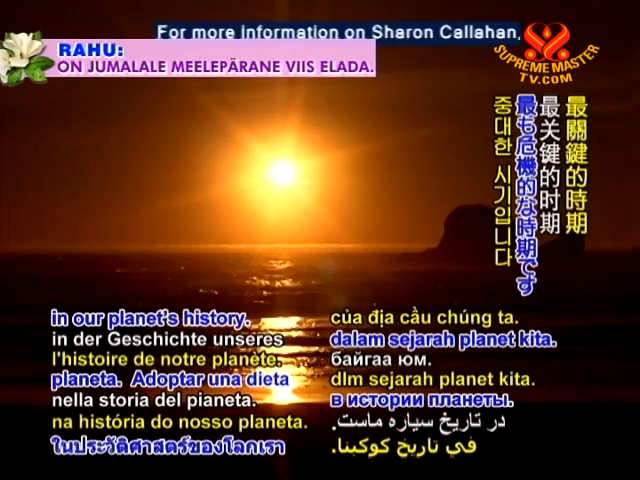 For more information on Sharon Callahan,
RAHU:
ON JUMALALE MEELEPÄRANE VIIS ELADA.
SUPREME MASTER
TV.COM
最關鍵的時期
最关键的时期
最も危機的な時期です
중대한 시기입니다
in our planet's history.
in der Geschichte unseres
l'histoire de notre planète.
planeta. Adoptar una dieta
nella storia del pianeta.
na história do nosso planeta.
ในประวัติศาสตร์ของโลกเรา
của địa cầu chúng ta.
dalam sejarah planet kita.
байгаа юм.
dlm sejarah planet kita.
в истории планеты.
در تاریخ سیاره ماست.
في تاريخ كوكبنا.